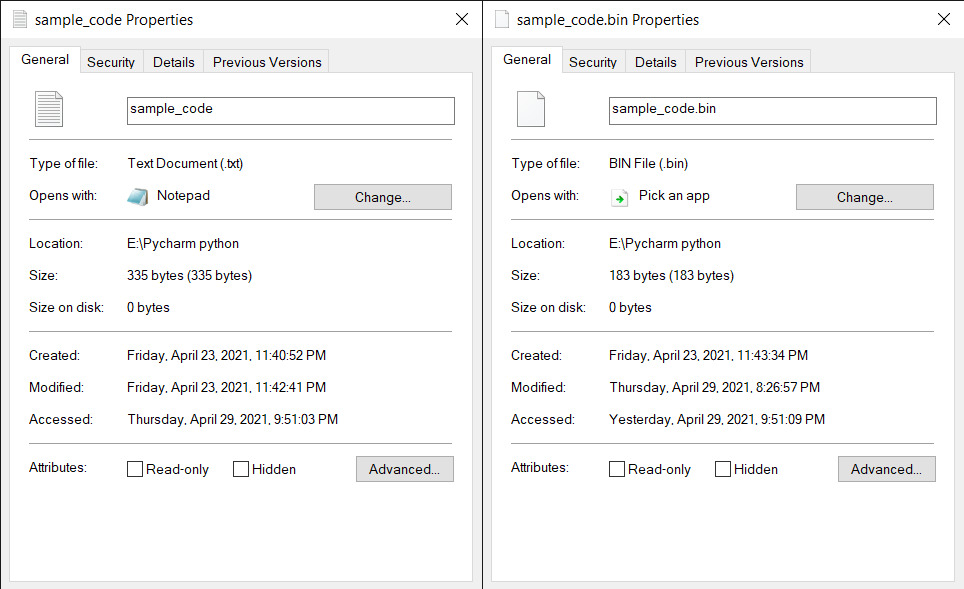 sample_code Properties
General Security Details Previous Versions
sample_code
Type of file: Text Document (.txt)
Opens with: Notepad Change...
Location: E:\Pycharm python
Size: 335 bytes (335 bytes)
Size on disk: 0 bytes
Created: Friday, April 23, 2021, 11:40:52 PM
Modified: Friday, April 23, 2021, 11:42:41 PM
Accessed: Thursday, April 29, 2021, 9:51:03 PM
Attributes: Read-only Hidden Advanced...
sample_code.bin Properties
General Security Details Previous Versions
sample_code.bin
Type of file: BIN File (.bin)
Opens with: Pick an app Change...
Location: E:\Pycharm python
Size: 183 bytes (183 bytes)
Size on disk: 0 bytes
Created: Friday, April 23, 2021, 11:43:34 PM
Modified: Thursday, April 29, 2021, 8:26:57 PM
Accessed: Yesterday, April 29, 2021, 9:51:09 PM
Attributes: Read-only Hidden Advanced...